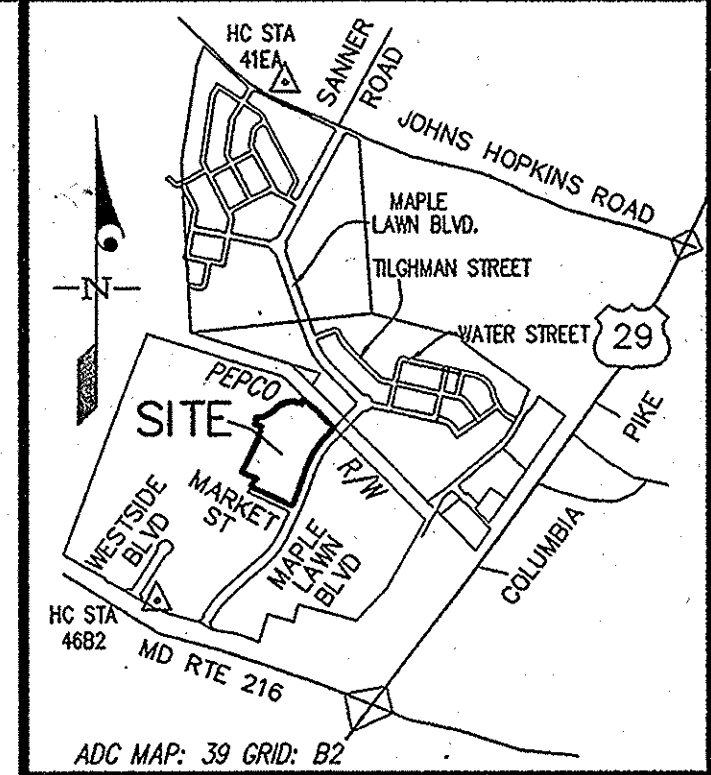 HC STA
41EA
SANNER
ROAD
JOHNS HOPKINS ROAD
MAPLE
LAWN BLVD.
TILGHMAN STREET
N
WATER STREET
29
PEPCO
PIKE
SITE
R/W
MARKET
ST
WESTSIDE
BLVD
MAPLE
LAWN
BLVD
COLUMBIA
HC STA
46B2
MD RTE 216
ADC MAP: 39 GRID: B2